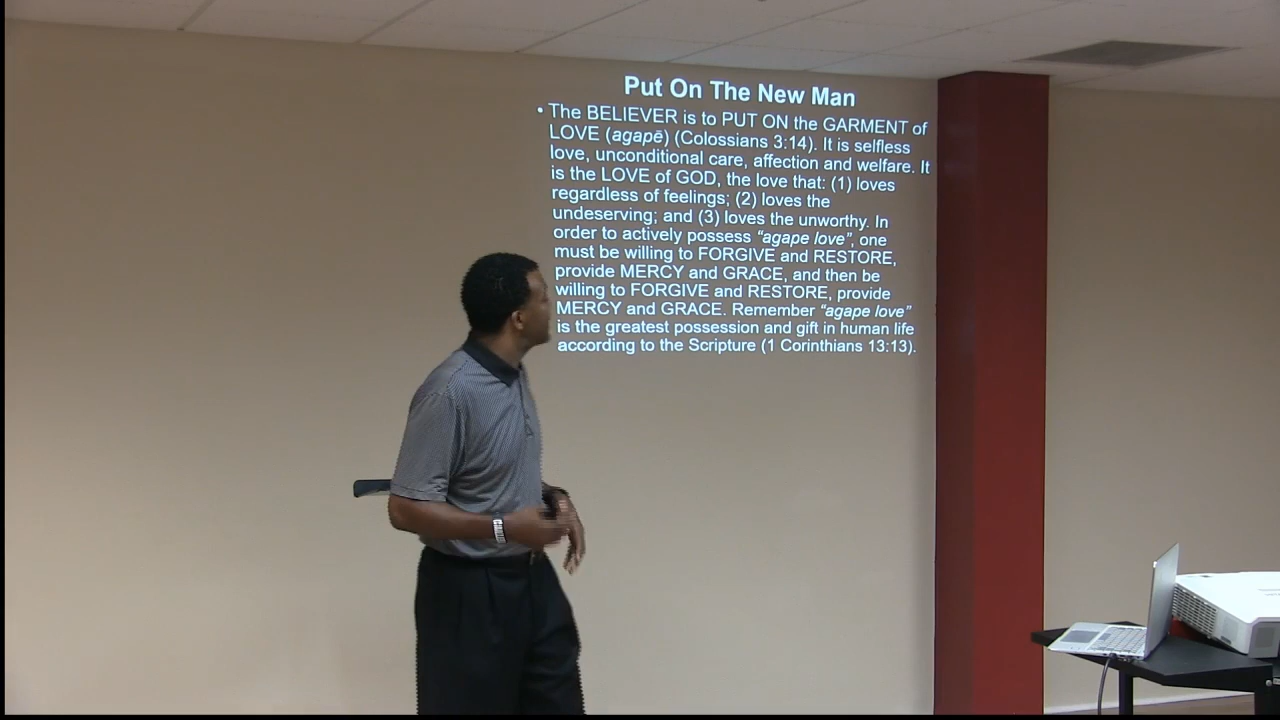 Put On The New Man
• The BELIEVER is to PUT ON the GARMENT of
LOVE (agapē) (Colossians 3:14). It is selfless
love, unconditional care, affection and welfare. It
is the LOVE of GOD, the love that: (1) loves
regardless of feelings; (2) loves the
undeserving; and (3) loves the unworthy. In
order to actively possess “agape love”, one
must be willing to FORGIVE and RESTORE,
provide MERCY and GRACE, and then be
willing to FORGIVE and RESTORE, provide
MERCY and GRACE. Remember “agape love”
is the greatest possession and gift in human life
according to the Scripture (1 Corinthians 13:13).